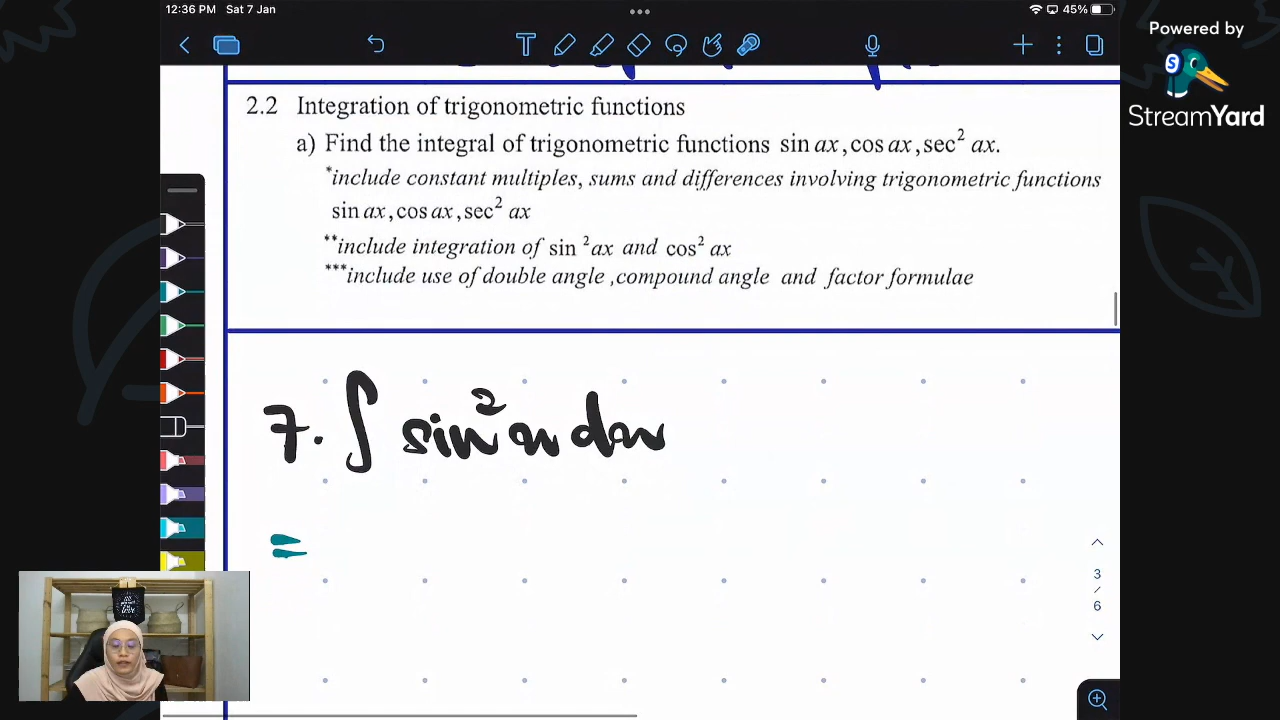 12:36 PM Sat 7 Jan
45%
Powered by
StreamYard
2.2 Integration of trigonometric functions
a) Find the integral of trigonometric functions sin ax, cos ax, sec² ax.
*include constant multiples, sums and differences involving trigonometric functions
sin ax, cos ax, sec² ax
**include integration of sin ²ax and cos² ax
***include use of double angle ,compound angle and factor formulae
7. ∫ sin² x dx
=
3
/
6